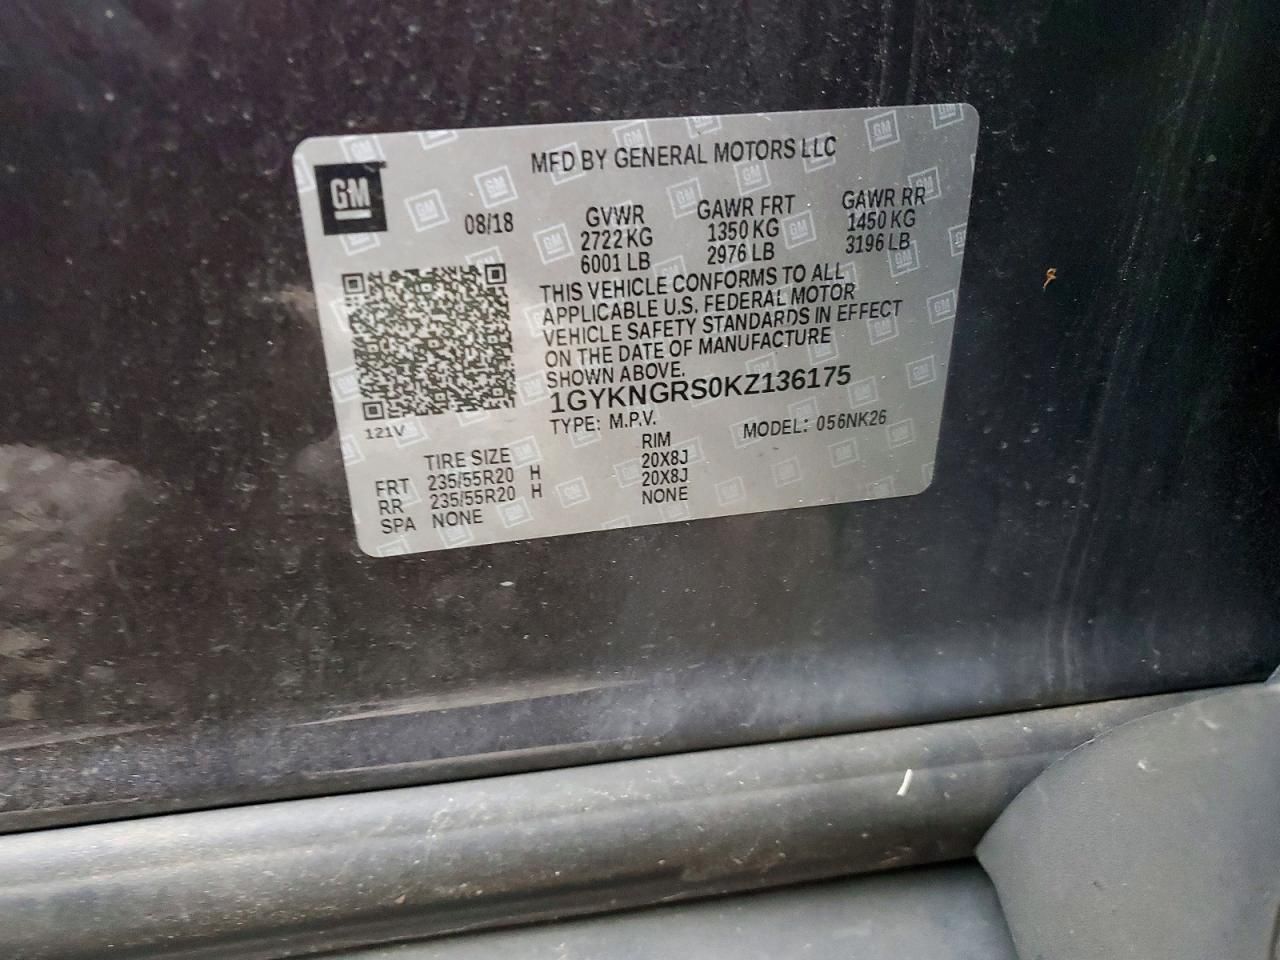 MFD BY GENERAL MOTORS LLC
GM
08/18
GVWR
2722 KG
6001 LB
GAWR FRT
1350 KG
2976 LB
GAWR RR
1450 KG
3196 LB
THIS VEHICLE CONFORMS TO ALL
APPLICABLE U.S. FEDERAL MOTOR
VEHICLE SAFETY STANDARDS IN EFFECT
ON THE DATE OF MANUFACTURE
SHOWN ABOVE.
1GYKNGRS0KZ136175
TYPE: M.P.V. MODEL: 056NK26
121V
TIRE SIZE RIM
FRT 235/55R20 H 20X8J
RR 235/55R20 H 20X8J
SPA NONE NONE